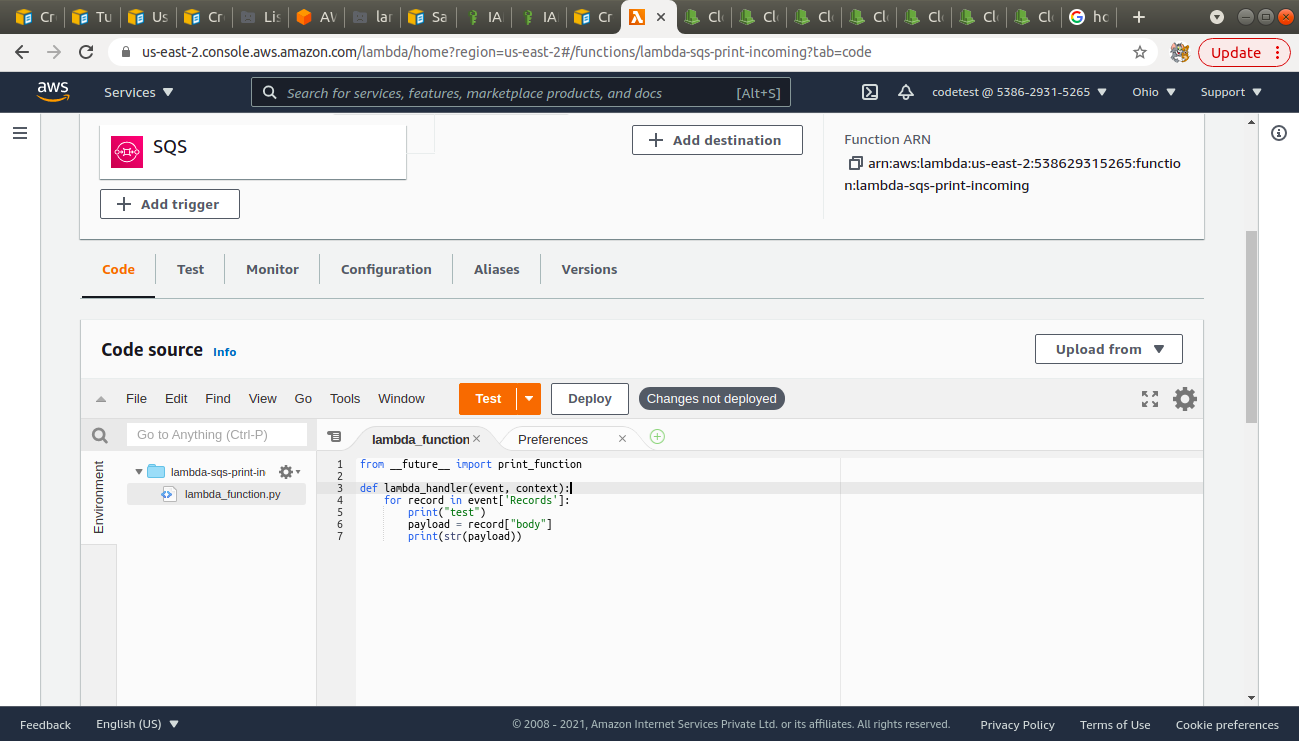 Cr Tu Us Cr Lis AV lar Sa IA IA Cr Clo Clo Clo Clo Clo Clo Clo ho
us-east-2.console.aws.amazon.com/lambda/home?region=us-east-2#/functions/lambda-sqs-print-incoming?tab=code
Update
aws Services Search for services, features, marketplace products, and docs [Alt+S] codetest @ 5386-2931-5265 Ohio Support
SQS
Add destination
Function ARN
arn:aws:lambda:us-east-2:538629315265:functio
n:lambda-sqs-print-incoming
Add trigger
Code Test Monitor Configuration Aliases Versions
Code source Info
Upload from
File Edit Find View Go Tools Window Test Deploy Changes not deployed
Go to Anything (Ctrl-P)
lambda_function Preferences
Environment
lambda-sqs-print-in
lambda_function.py
1 from __future__ import print_function
2
3 def lambda_handler(event, context):
4 for record in event['Records']:
5 print("test")
6 payload = record["body"]
7 print(str(payload))
Feedback English (US) © 2008 - 2021, Amazon Internet Services Private Ltd. or its affiliates. All rights reserved. Privacy Policy Terms of Use Cookie preferences